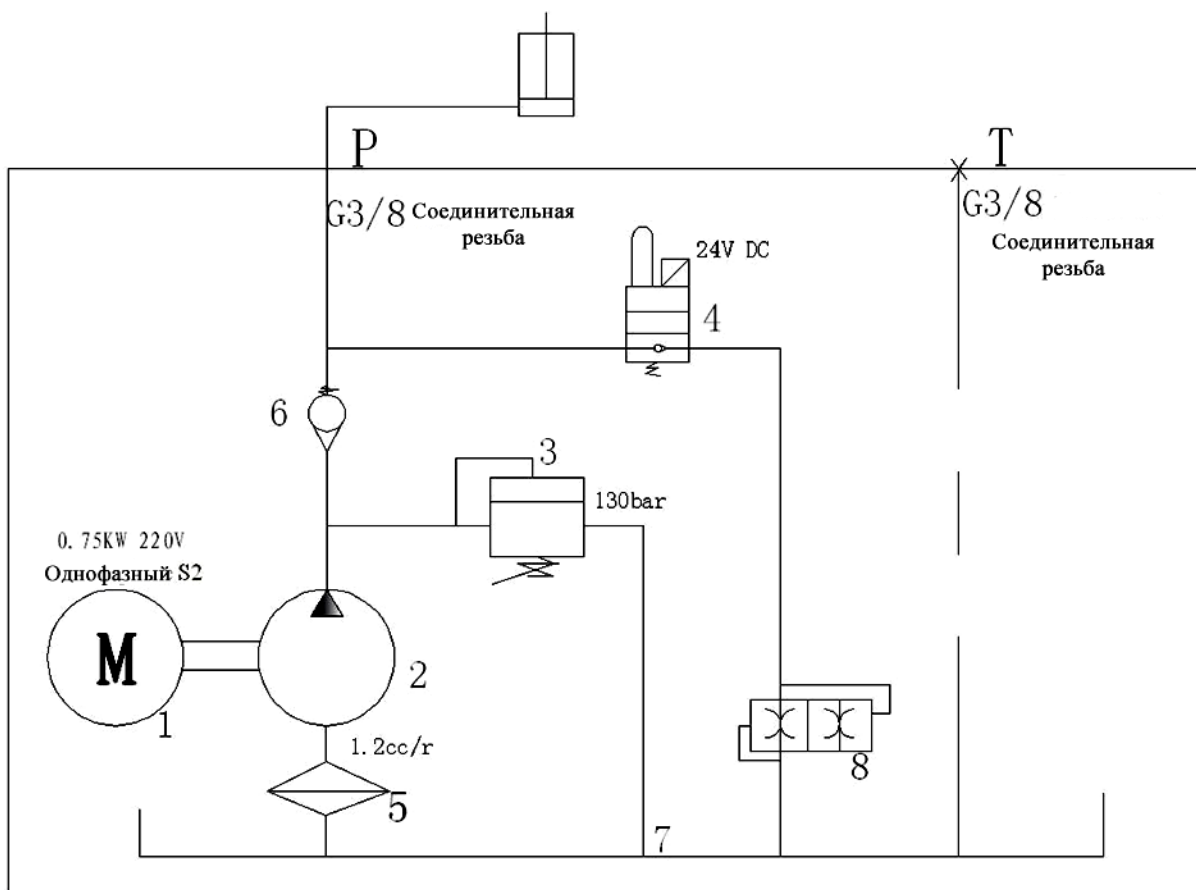 P
T
G3/8 Соединительная
резьба
G3/8
Соединительная
резьба
24V DC
4
6
3
130bar
0.75KW 220V
Однофазный S2
M
1
2
1.2cc/r
5
7
8